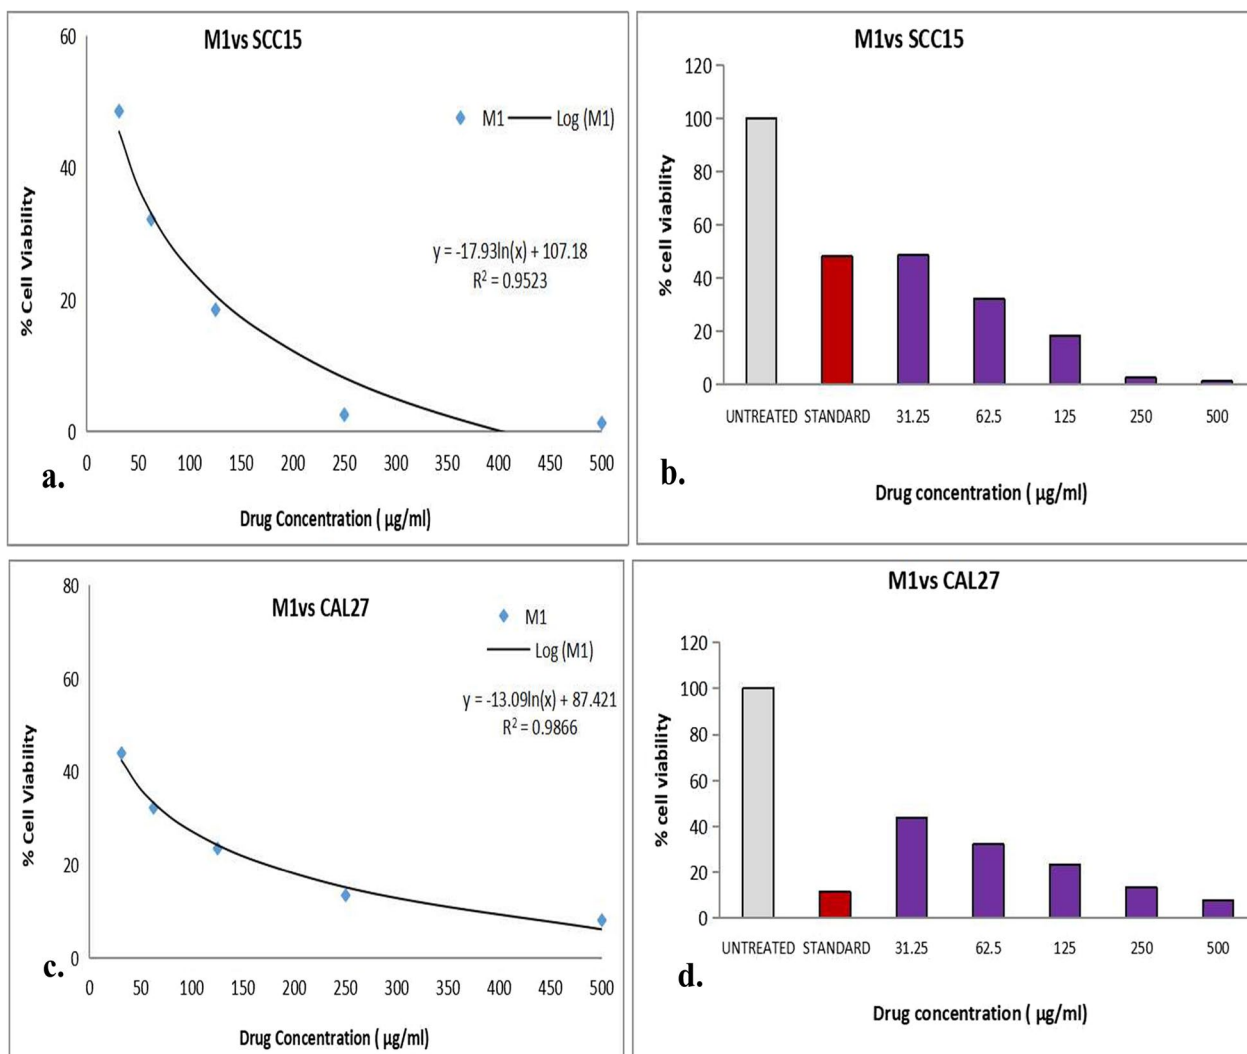 M1vs SCC15
60
40
20
0
% Cell Viability
M1 Log (M1)
y = -17.93ln(x) + 107.18
R² = 0.9523
0 50 100 150 200 250 300 350 400 450 500
a.
Drug Concentration ( µg/ml)
M1vs SCC15
120
100
80
60
40
20
0
% cell viability
UNTREATED STANDARD 31.25 62.5 125 250 500
b.
Drug concentration ( µg/ml)
M1vs CAL27
80
60
40
20
0
% Cell Viability
M1
Log (M1)
y = -13.09ln(x) + 87.421
R² = 0.9866
c.
0 50 100 150 200 250 300 350 400 450 500
Drug Concentration ( µg/ml)
M1vs CAL27
120
100
80
60
40
20
0
% cell viability
UNTREATED STANDARD 31.25 62.5 125 250 500
d.
Drug concentration ( µg/ml)